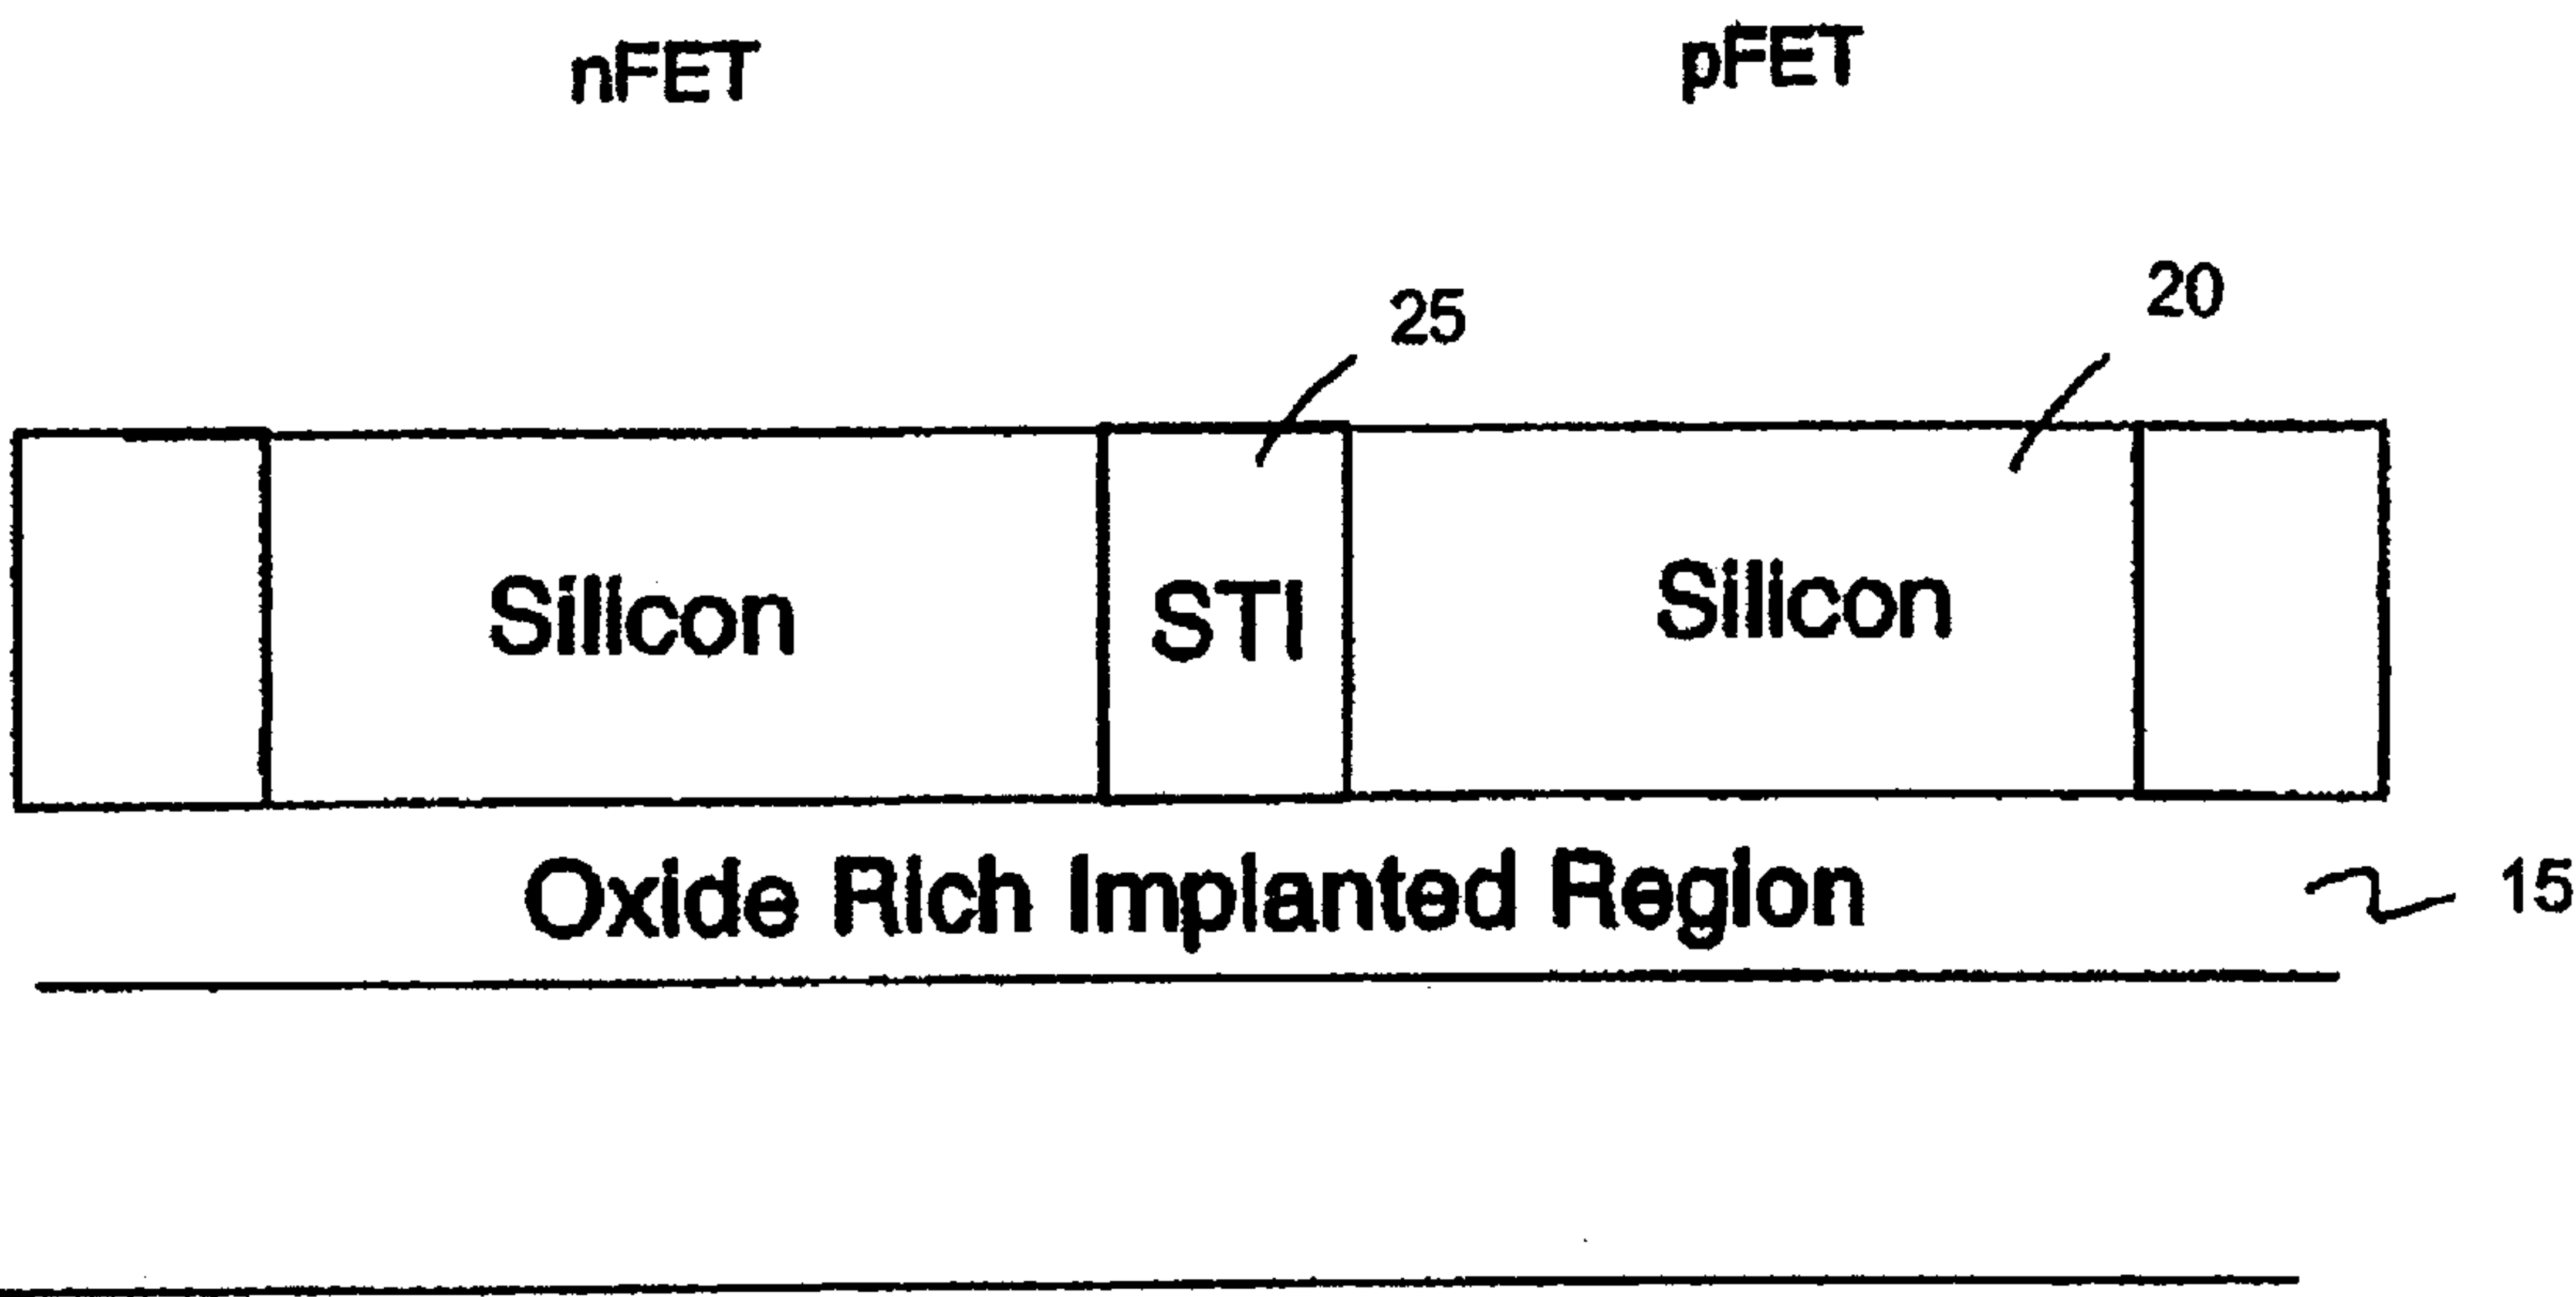 nFET pFET
25 20
Silicon STI Silicon
Oxide Rich Implanted Region 15